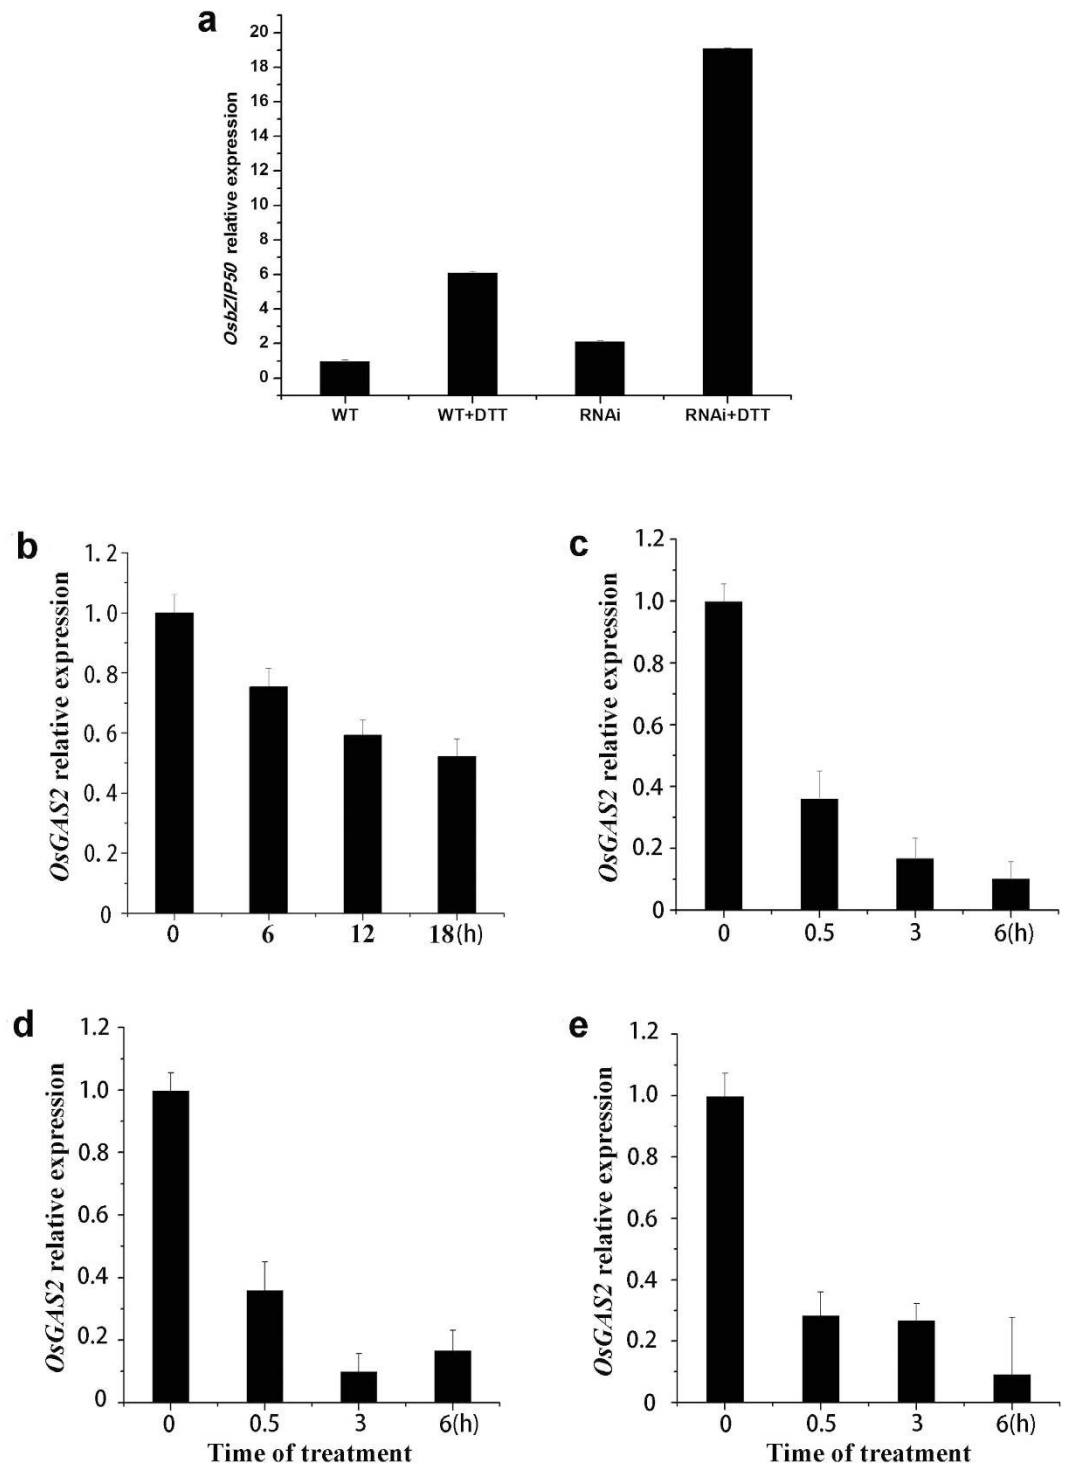 a
OsbZIP50 relative expression
20
18
16
14
12
10
8
6
4
2
0
WT WT+DTT RNAi RNAi+DTT
b
OsGAS2 relative expression
1.2
1.0
0.8
0.6
0.4
0.2
0
0 6 12 18(h)
c
OsGAS2 relative expression
1.2
1.0
0.8
0.6
0.4
0.2
0
0 0.5 3 6(h)
d
OsGAS2 relative expression
1.2
1.0
0.8
0.6
0.4
0.2
0
0 0.5 3 6(h)
Time of treatment
e
OsGAS2 relative expression
1.2
1.0
0.8
0.6
0.4
0.2
0
0 0.5 3 6(h)
Time of treatment